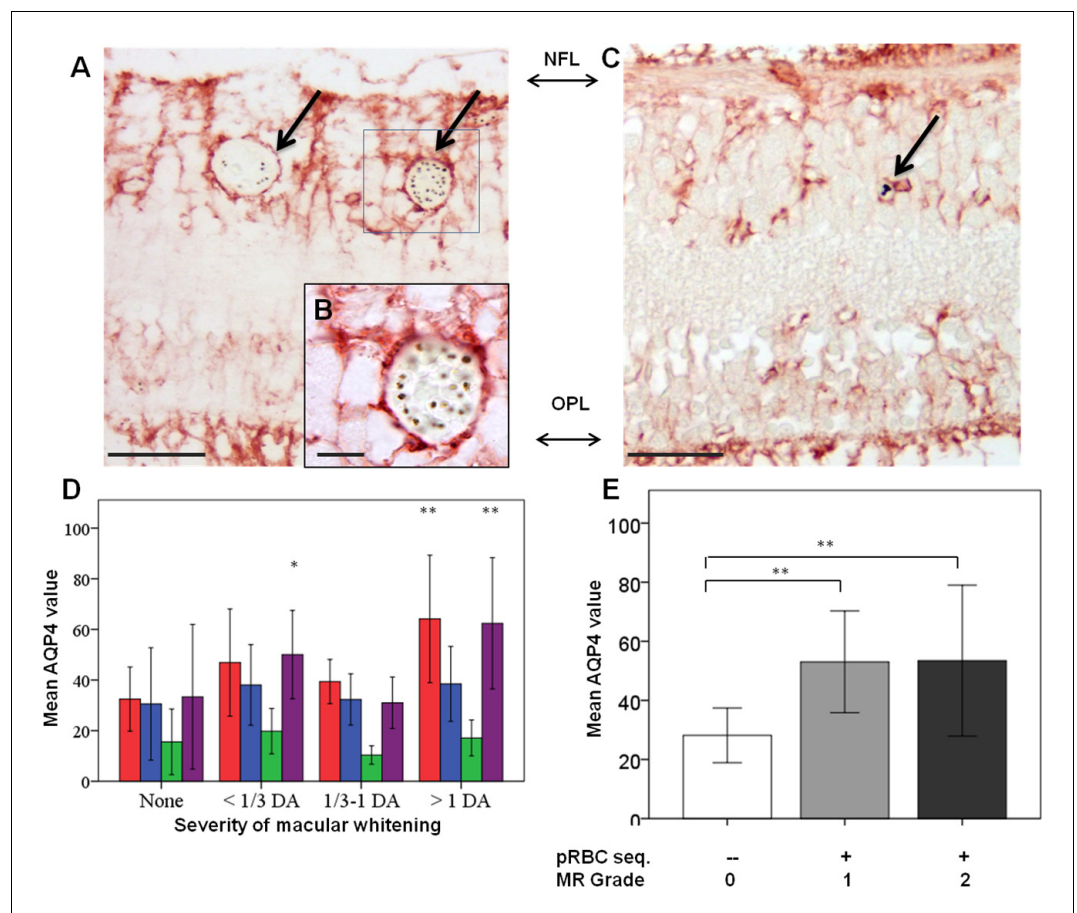 A
NFL
C
B
OPL
D
E
Mean AQP4 value
100
80
60
40
20
0
**
**
*
None
< 1/3 DA
1/3-1 DA
> 1 DA
Severity of macular whitening
Mean AQP4 value
100
80
60
40
20
0
**
**
pRBC seq. -- + +
MR Grade 0 1 2